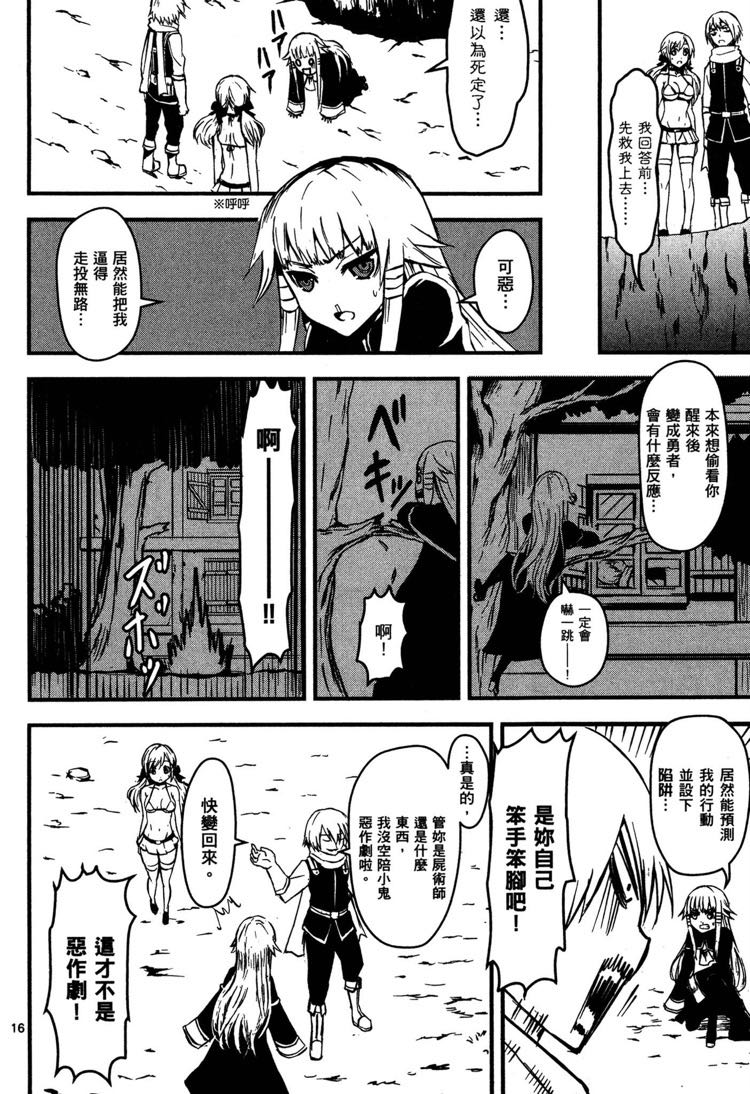 我回答前…
先救我上去……
還…
還以為死定了…
ハァ
ハァ
※呼呼
可惡…
居然能把我
逼得
走投無路…
本來想偷看你
醒來後
變成勇者，
會有什麼反應…
一定會
嚇一跳──！
ベキ
啊！
啊────!!
ズズホッ
居然能預測
我的行動
並設下
陷阱…
是妳自己
笨手笨腳吧！
…真是的，
管妳是屍術師
還是什麼
東西，
我沒空陪小鬼
惡作劇啦。
快變回來。
這才不是
惡作劇！
16